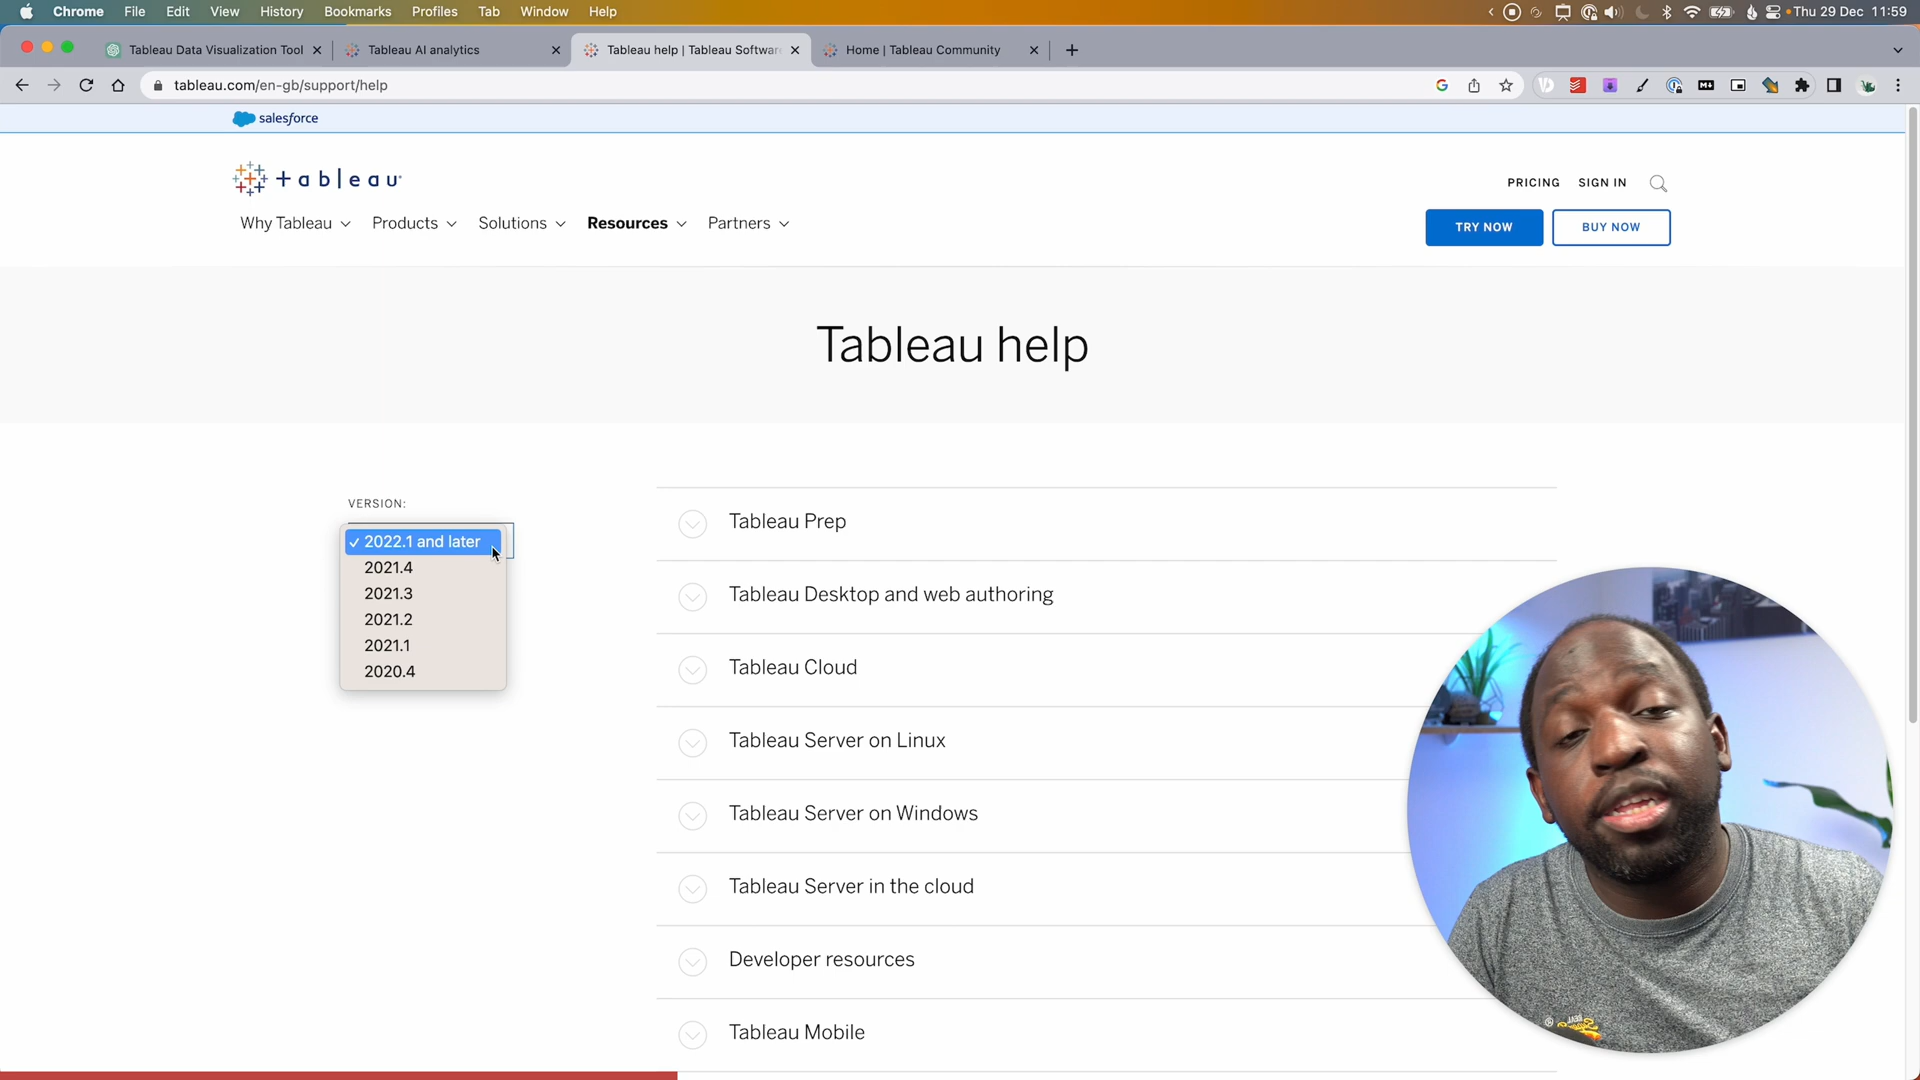 Chrome File Edit View History Bookmarks Profiles Tab Window Help Thu 29 Dec 11:59
Tableau Data Visualization Tool Tableau AI analytics Tableau help | Tableau Softwar Home | Tableau Community
tableau.com/en-gb/support/help
salesforce
+ableau
PRICING SIGN IN
Why Tableau Products Solutions Resources Partners
TRY NOW BUY NOW
Tableau help
VERSION:
✓ 2022.1 and later
2021.4
2021.3
2021.2
2021.1
2020.4
Tableau Prep
Tableau Desktop and web authoring
Tableau Cloud
Tableau Server on Linux
Tableau Server on Windows
Tableau Server in the cloud
Developer resources
Tableau Mobile